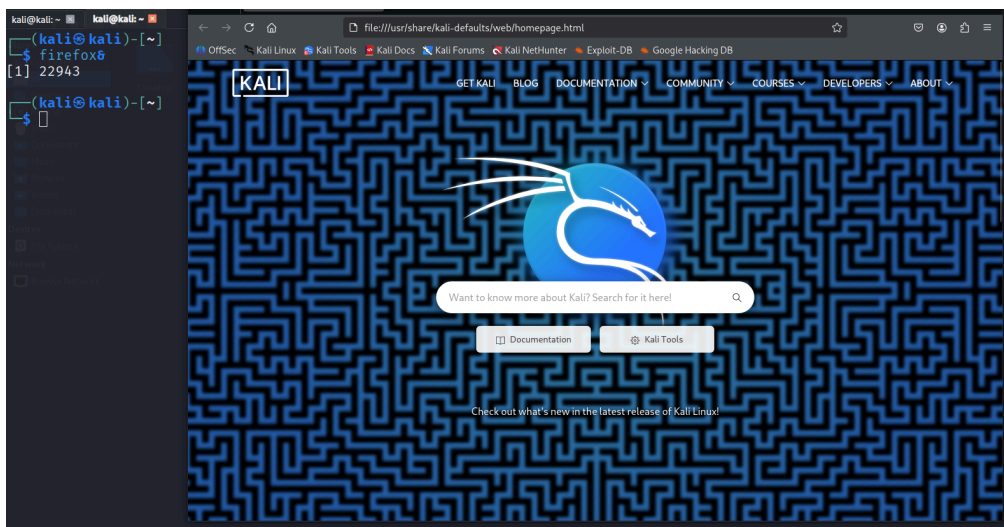 kali@kali: ~
kali@kali: ~
(kali㉿kali)-[~]
$ firefox&
[1] 22943
(kali㉿kali)-[~]
$
file:///usr/share/kali-defaults/web/homepage.html
OffSec Kali Linux Kali Tools Kali Docs Kali Forums Kali NetHunter Exploit-DB Google Hacking DB
KALI GET KALI BLOG DOCUMENTATION COMMUNITY COURSES DEVELOPERS ABOUT
Want to know more about Kali? Search for it here!
Documentation Kali Tools
Check out what's new in the latest release of Kali Linux!